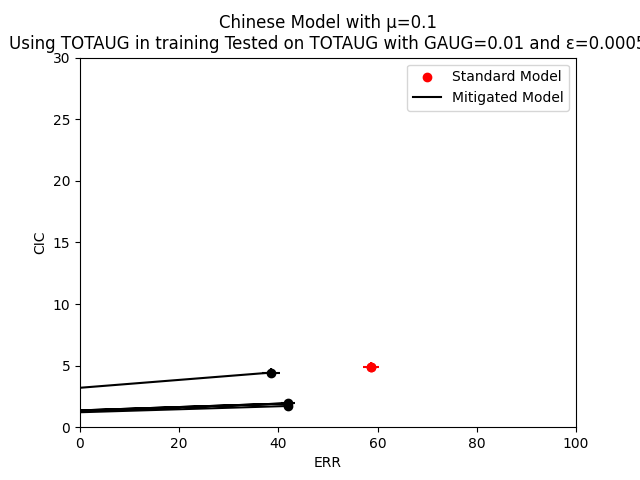 Chinese Model with μ=0.1
Using TOTAUG in training Tested on TOTAUG with GAUG=0.01 and ε=0.0005
Standard Model
Mitigated Model
30
25
20
15
10
5
0
CIC
0 20 40 60 80 100
ERR